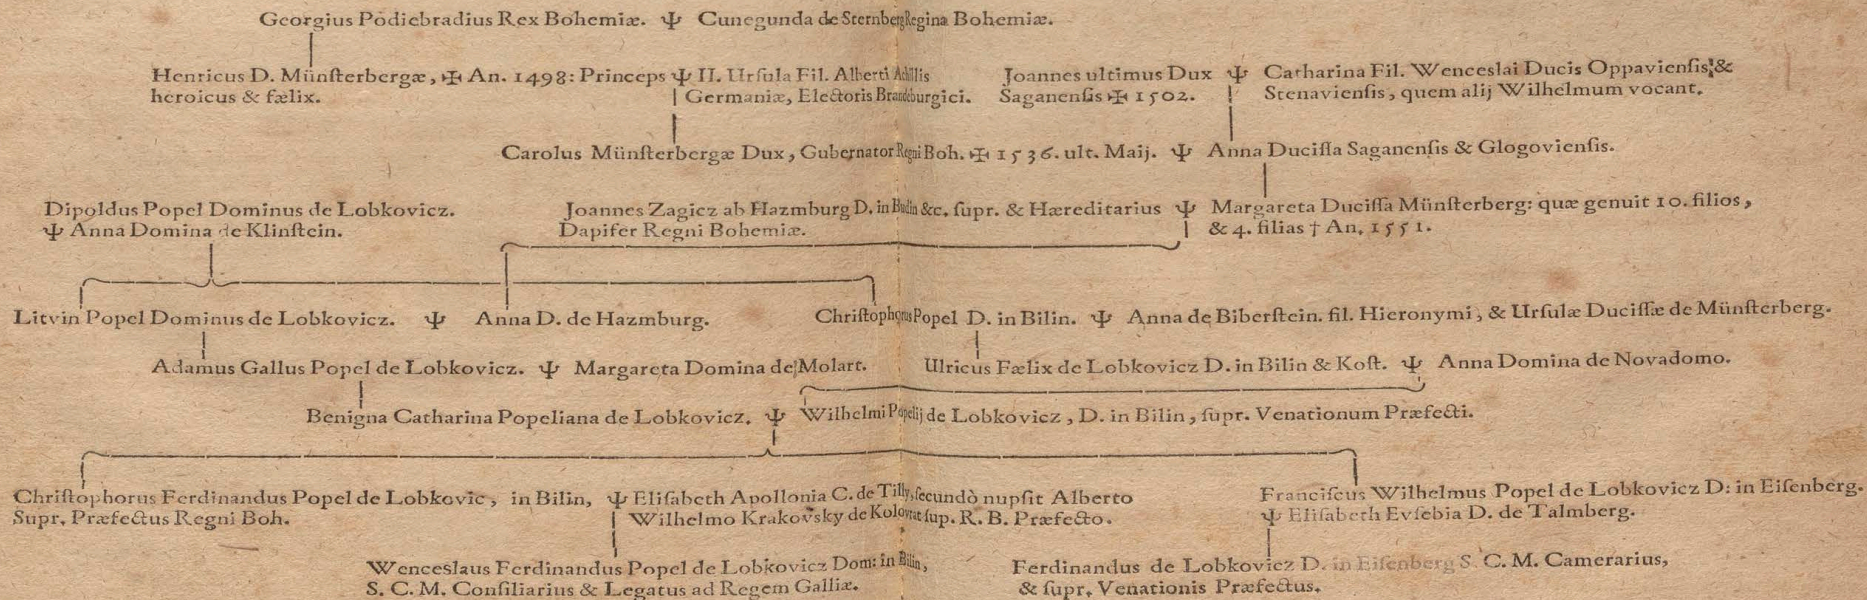 Georgius Podiebradius Rex Bohemiæ. Ψ Cunegunda de Sternberg Regina Bohemiæ.
Henricus D. Münſterbergæ, ✠ An. 1498: Princeps Ψ II. Urſula Fil. Alberti Achillis
heroicus & fælix.
Germaniæ, Electoris Brandeburgici.
Joannes ultimus Dux Ψ Catharina Fil. Wenceslai Ducis Oppavienſis, &
Saganenſis ✠ 1502.
Stenavienſis, quem alij Wilhelmum vocant.
Carolus Münſterbergæ Dux, Gubernator Regni Boh. ✠ 1536. ult. Maij. Ψ Anna Duciſſa Saganenſis & Glogovienſis.
Dipoldus Popel Dominus de Lobkovicz.
Ψ Anna Domina de Klinſtein.
Joannes Zagicz ab Hazmburg D. in Budin &c. ſupr. & Hæreditarius Ψ Margareta Duciſſa Münſterberg: quæ genuit 10. filios,
Dapifer Regni Bohemiæ.
& 4. filias † An. 1551.
Litvin Popel Dominus de Lobkovicz. Ψ Anna D. de Hazmburg.
Chriſtophorus Popel D. in Bilin. Ψ Anna de Biberſtein. fil. Hieronymi, & Urſulæ Duciſſæ de Münſterberg.
Adamus Gallus Popel de Lobkovicz. Ψ Margareta Domina de Molart.
Ulricus Fælix de Lobkovicz D. in Bilin & Koſt. Ψ Anna Domina de Novadomo.
Benigna Catharina Popeliana de Lobkovicz. Ψ Wilhelmi Popelij de Lobkovicz, D. in Bilin, ſupr. Venationum Præfecti.
Chriſtophorus Ferdinandus Popel de Lobkovic, in Bilin, Ψ Eliſabeth Apollonia C. de Tilly, ſecundò nupſit Alberto
Supr. Præfectus Regni Boh.
Wilhelmo Krakovſky de Kolovrat ſup. R. B. Præfecto.
Franciſcus Wilhelmus Popel de Lobkovicz D: in Eiſenberg.
Ψ Eliſabeth Evſebia D. de Talmberg.
Wenceslaus Ferdinandus Popel de Lobkovicz Dom: in Bilin,
S. C. M. Conſiliarius & Legatus ad Regem Galliæ.
Ferdinandus de Lobkovicz D. in Eiſenberg S. C. M. Camerarius,
& ſupr. Venationis Præfectus.